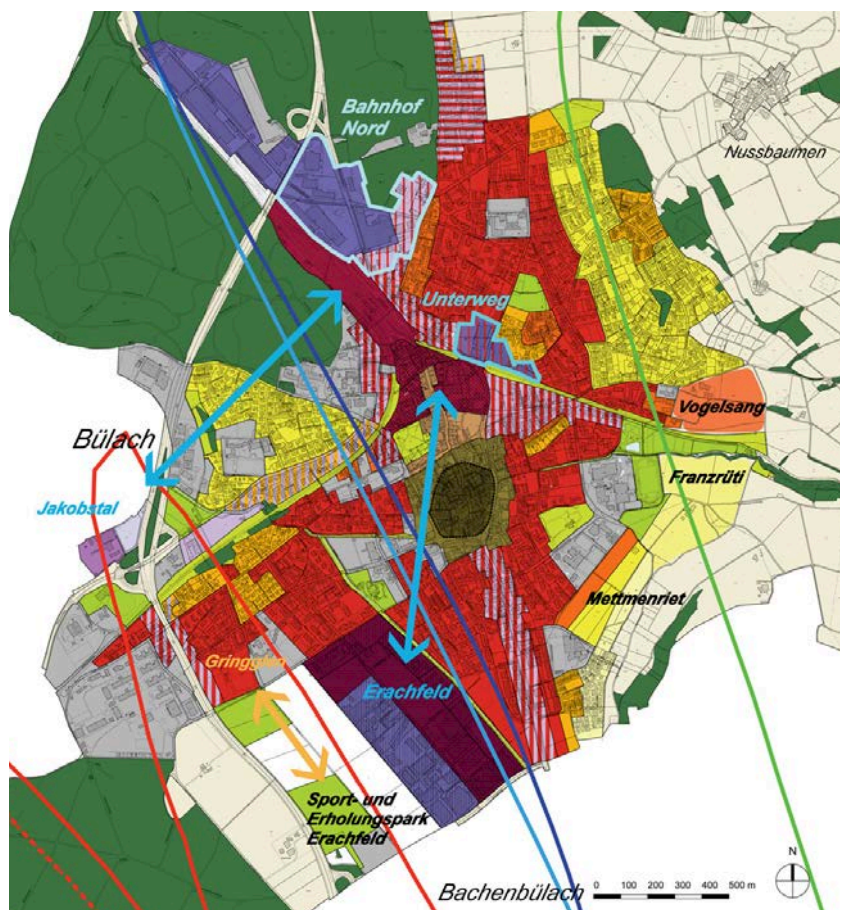 Bahnhof
Nord
Nussbaumen
Unterweg
Vogelsang
Bülach
Franzrüti
Jakobstal
Mettmenriet
Gringglen
Erachfeld
Sport- und
Erholungspark
Erachfeld
N
Bachenbülach
0 100 200 300 400 500 m